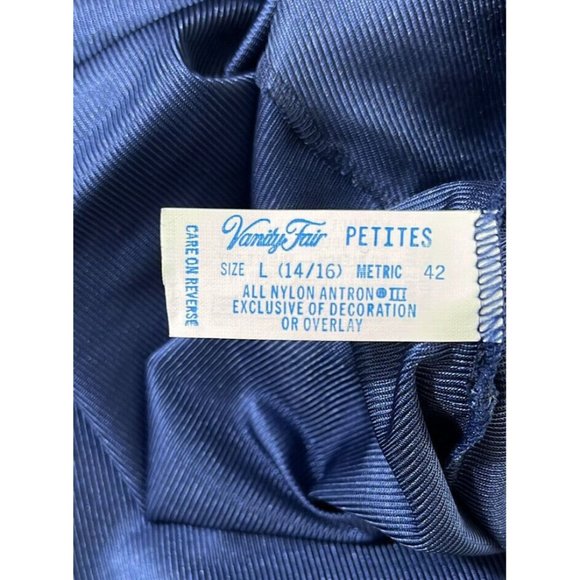 Vanity Fair PETITES
SIZE L (14/16) METRIC 42
ALL NYLON ANTRON® III
EXCLUSIVE OF DECORATION
OR OVERLAY
CARE ON REVERSE